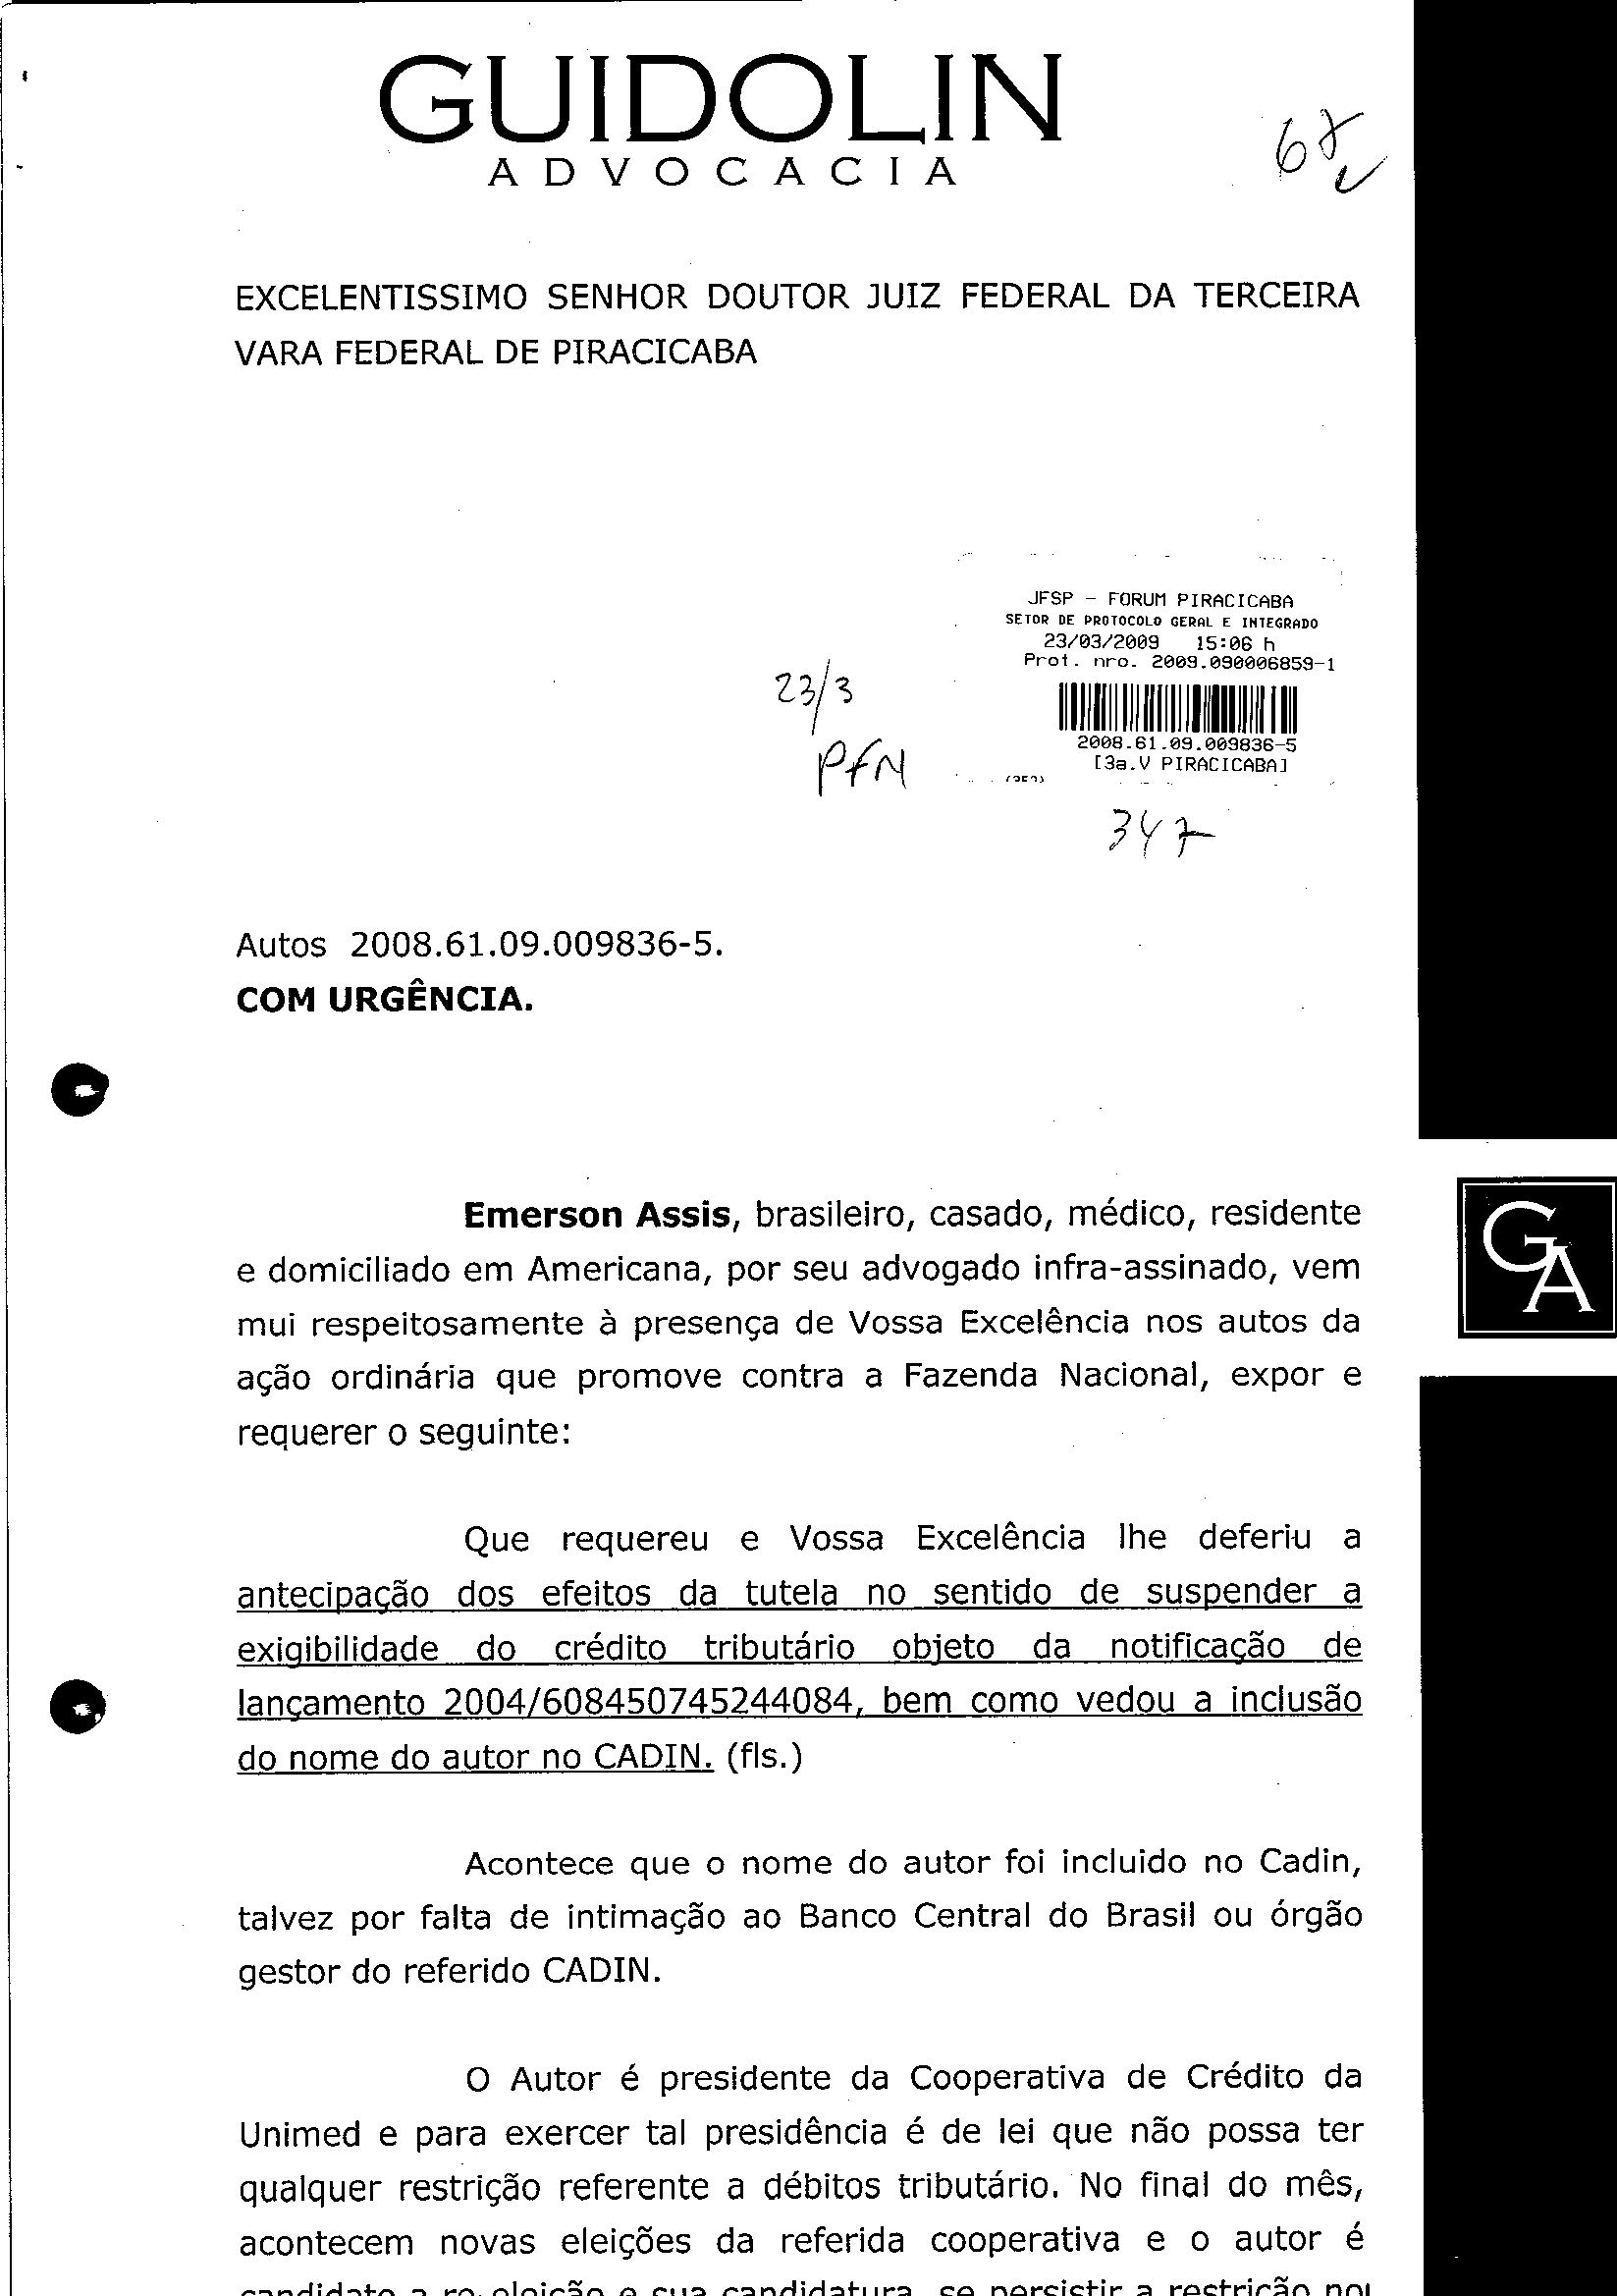 GUIDOLIN
ADVOCACIA
EXCELENTISSIMO SENHOR DOUTOR JUIZ FEDERAL DA TERCEIRA
VARA FEDERAL DE PIRACICABA
JFSP - FORUM PIRACICABA
SETOR DE PROTOCOLO GERAL E INTEGRADO
23/03/2009 15:06 h
Prot. nro. 2009.090006859-1
23/3
2008.61.09.009836-5
PFN
[3a.V PIRACICABA]
347
Autos 2008.61.09.009836-5.
COM URGÊNCIA.
Emerson Assis, brasileiro, casado, médico, residente
e domiciliado em Americana, por seu advogado infra-assinado, vem
mui respeitosamente à presença de Vossa Excelência nos autos da
ação ordinária que promove contra a Fazenda Nacional, expor e
requerer o seguinte:
GA
Que requereu e Vossa Excelência lhe deferiu a
antecipação dos efeitos da tutela no sentido de suspender a
exigibilidade do crédito tributário objeto da notificação de
lançamento 2004/608450745244084, bem como vedou a inclusão
do nome do autor no CADIN. (fls.)
Acontece que o nome do autor foi incluido no Cadin,
talvez por falta de intimação ao Banco Central do Brasil ou órgão
gestor do referido CADIN.
O Autor é presidente da Cooperativa de Crédito da
Unimed e para exercer tal presidência é de lei que não possa ter
qualquer restrição referente a débitos tributário. No final do mês,
acontecem novas eleições da referida cooperativa e o autor é
candidato a re-eleição e sua candidatura, se persistir a restrição